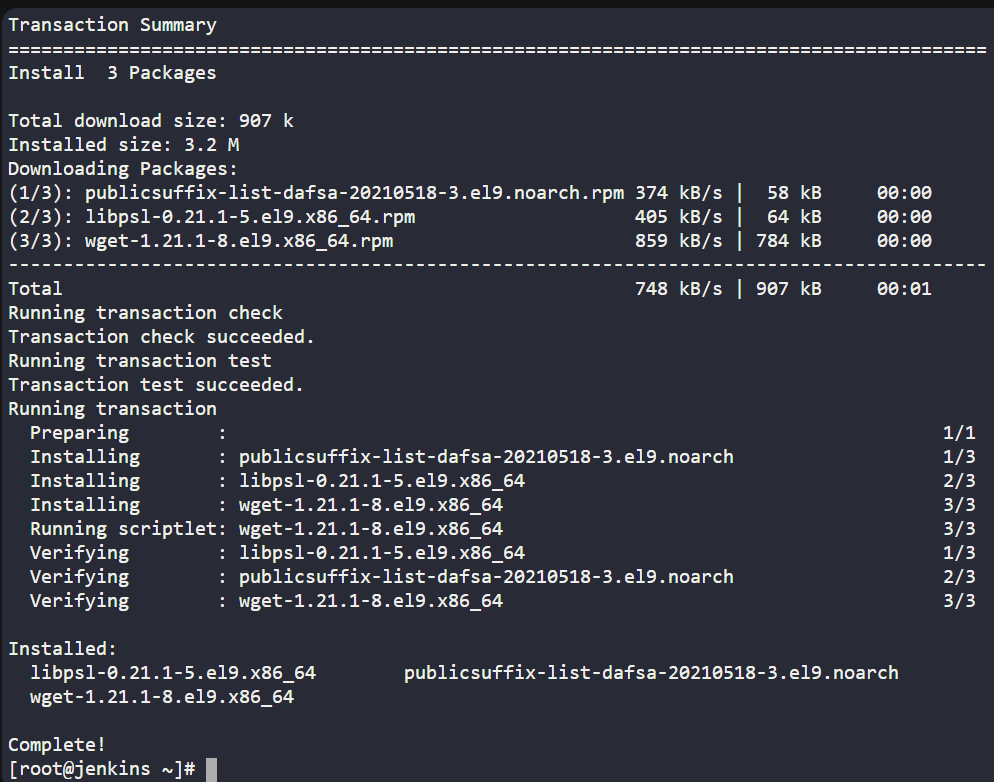 Transaction Summary
=========================================================================================
Install  3 Packages

Total download size: 907 k
Installed size: 3.2 M
Downloading Packages:
(1/3): publicsuffix-list-dafsa-20210518-3.el9.noarch.rpm 374 kB/s |  58 kB     00:00
(2/3): libpsl-0.21.1-5.el9.x86_64.rpm                    405 kB/s |  64 kB     00:00
(3/3): wget-1.21.1-8.el9.x86_64.rpm                      859 kB/s | 784 kB     00:00
-----------------------------------------------------------------------------------------
Total                                                    748 kB/s | 907 kB     00:01
Running transaction check
Transaction check succeeded.
Running transaction test
Transaction test succeeded.
Running transaction
  Preparing        :                                                                 1/1
  Installing       : publicsuffix-list-dafsa-20210518-3.el9.noarch                   1/3
  Installing       : libpsl-0.21.1-5.el9.x86_64                                      2/3
  Installing       : wget-1.21.1-8.el9.x86_64                                        3/3
  Running scriptlet: wget-1.21.1-8.el9.x86_64                                        3/3
  Verifying        : libpsl-0.21.1-5.el9.x86_64                                      1/3
  Verifying        : publicsuffix-list-dafsa-20210518-3.el9.noarch                   2/3
  Verifying        : wget-1.21.1-8.el9.x86_64                                        3/3

Installed:
  libpsl-0.21.1-5.el9.x86_64        publicsuffix-list-dafsa-20210518-3.el9.noarch
  wget-1.21.1-8.el9.x86_64

Complete!
[root@jenkins ~]#